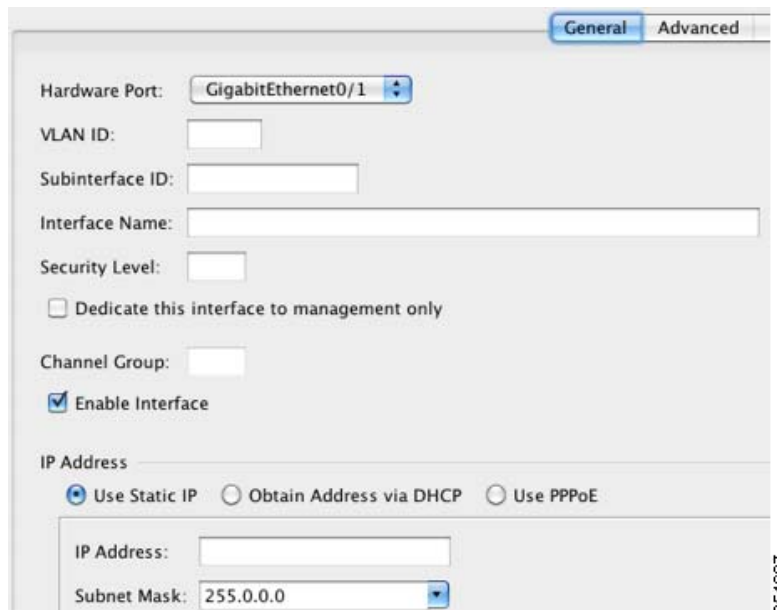 General Advanced
Hardware Port: GigabitEthernet0/1
VLAN ID:
Subinterface ID:
Interface Name:
Security Level:
Dedicate this interface to management only
Channel Group:
Enable Interface
IP Address
Use Static IP Obtain Address via DHCP Use PPPoE
IP Address:
Subnet Mask: 255.0.0.0